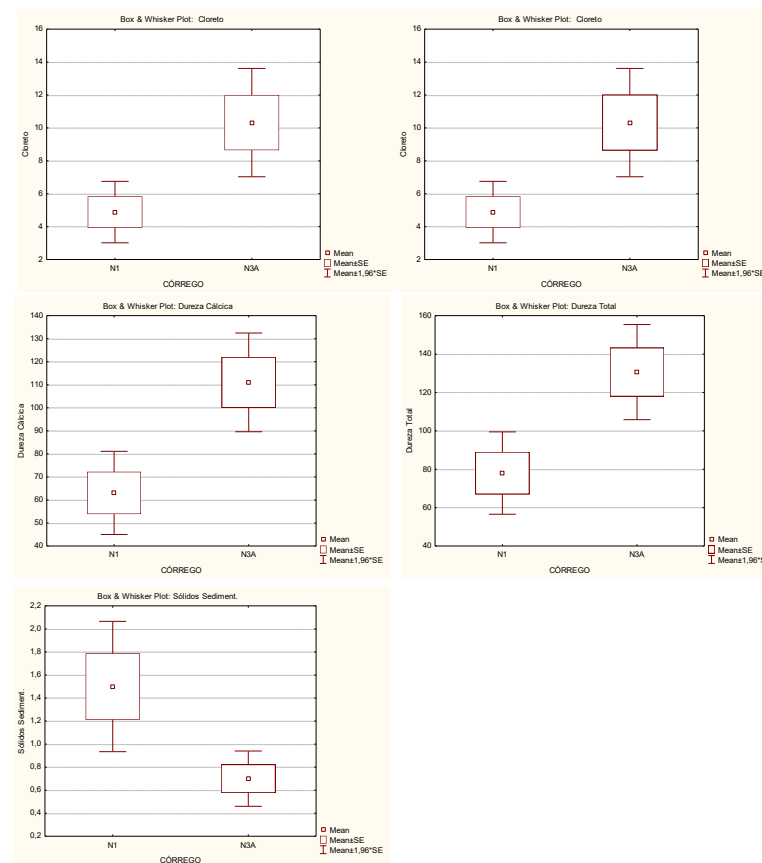 Box & Whisker Plot: Cloreto
16
14
12
10
8
6
4
2
Cloreto
N1
N3A
CÓRREGO
Mean
Mean±SE
Mean±1,96*SE
Box & Whisker Plot: Cloreto
16
14
12
10
8
6
4
2
Cloreto
N1
N3A
CÓRREGO
Mean
Mean±SE
Mean±1,96*SE
Box & Whisker Plot: Dureza Cálcica
140
130
120
110
100
90
80
70
60
50
40
Dureza Cálcica
N1
N3A
CÓRREGO
Mean
Mean±SE
Mean±1,96*SE
Box & Whisker Plot: Dureza Total
160
140
120
100
80
60
40
Dureza Total
N1
N3A
CÓRREGO
Mean
Mean±SE
Mean±1,96*S
Box & Whisker Plot: Sólidos Sediment.
2,2
2,0
1,8
1,6
1,4
1,2
1,0
0,8
0,6
0,4
0,2
Sólidos Sediment.
N1
N3A
CÓRREGO
Mean
Mean±SE
Mean±1,96*SE